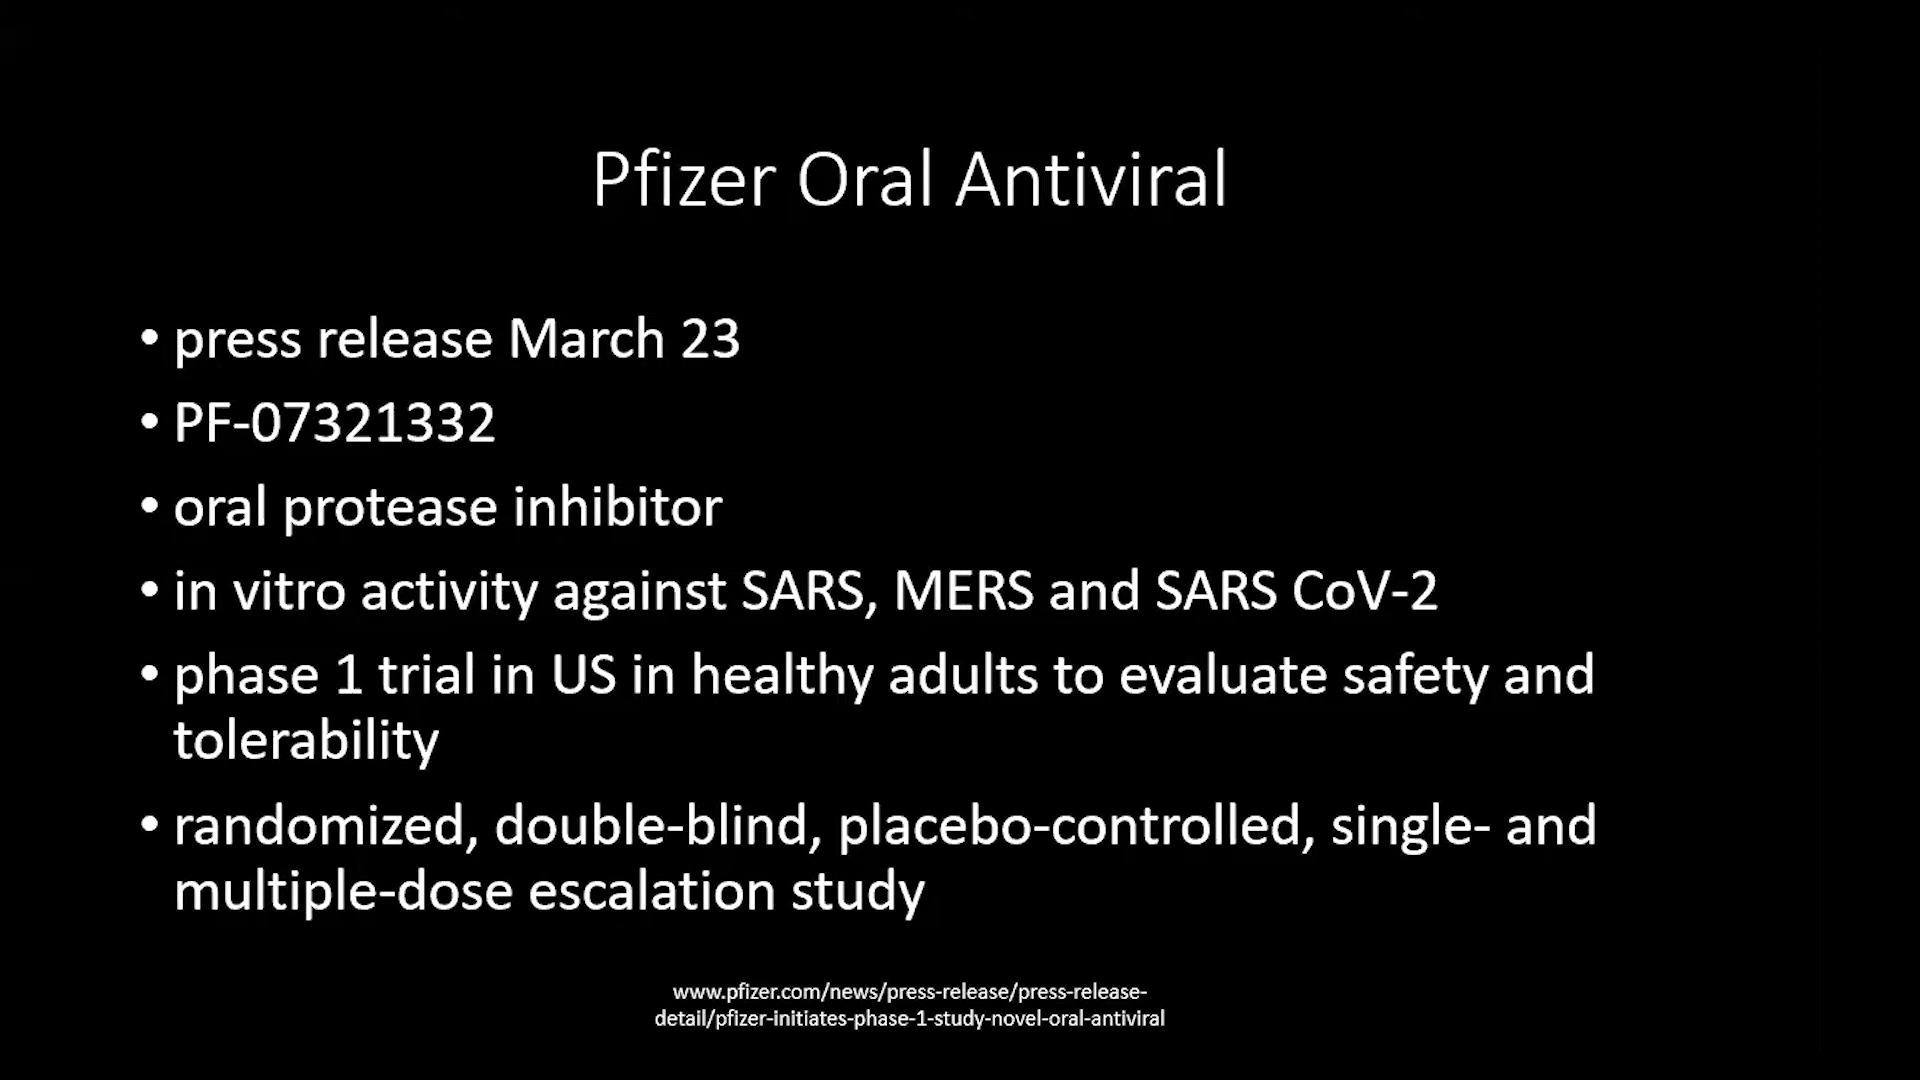 Pfizer Oral Antiviral
• press release March 23
• PF-07321332
• oral protease inhibitor
• in vitro activity against SARS, MERS and SARS CoV-2
• phase 1 trial in US in healthy adults to evaluate safety and
tolerability
• randomized, double-blind, placebo-controlled, single- and
multiple-dose escalation study
www.pfizer.com/news/press-release/press-release-
detail/pfizer-initiates-phase-1-study-novel-oral-antiviral